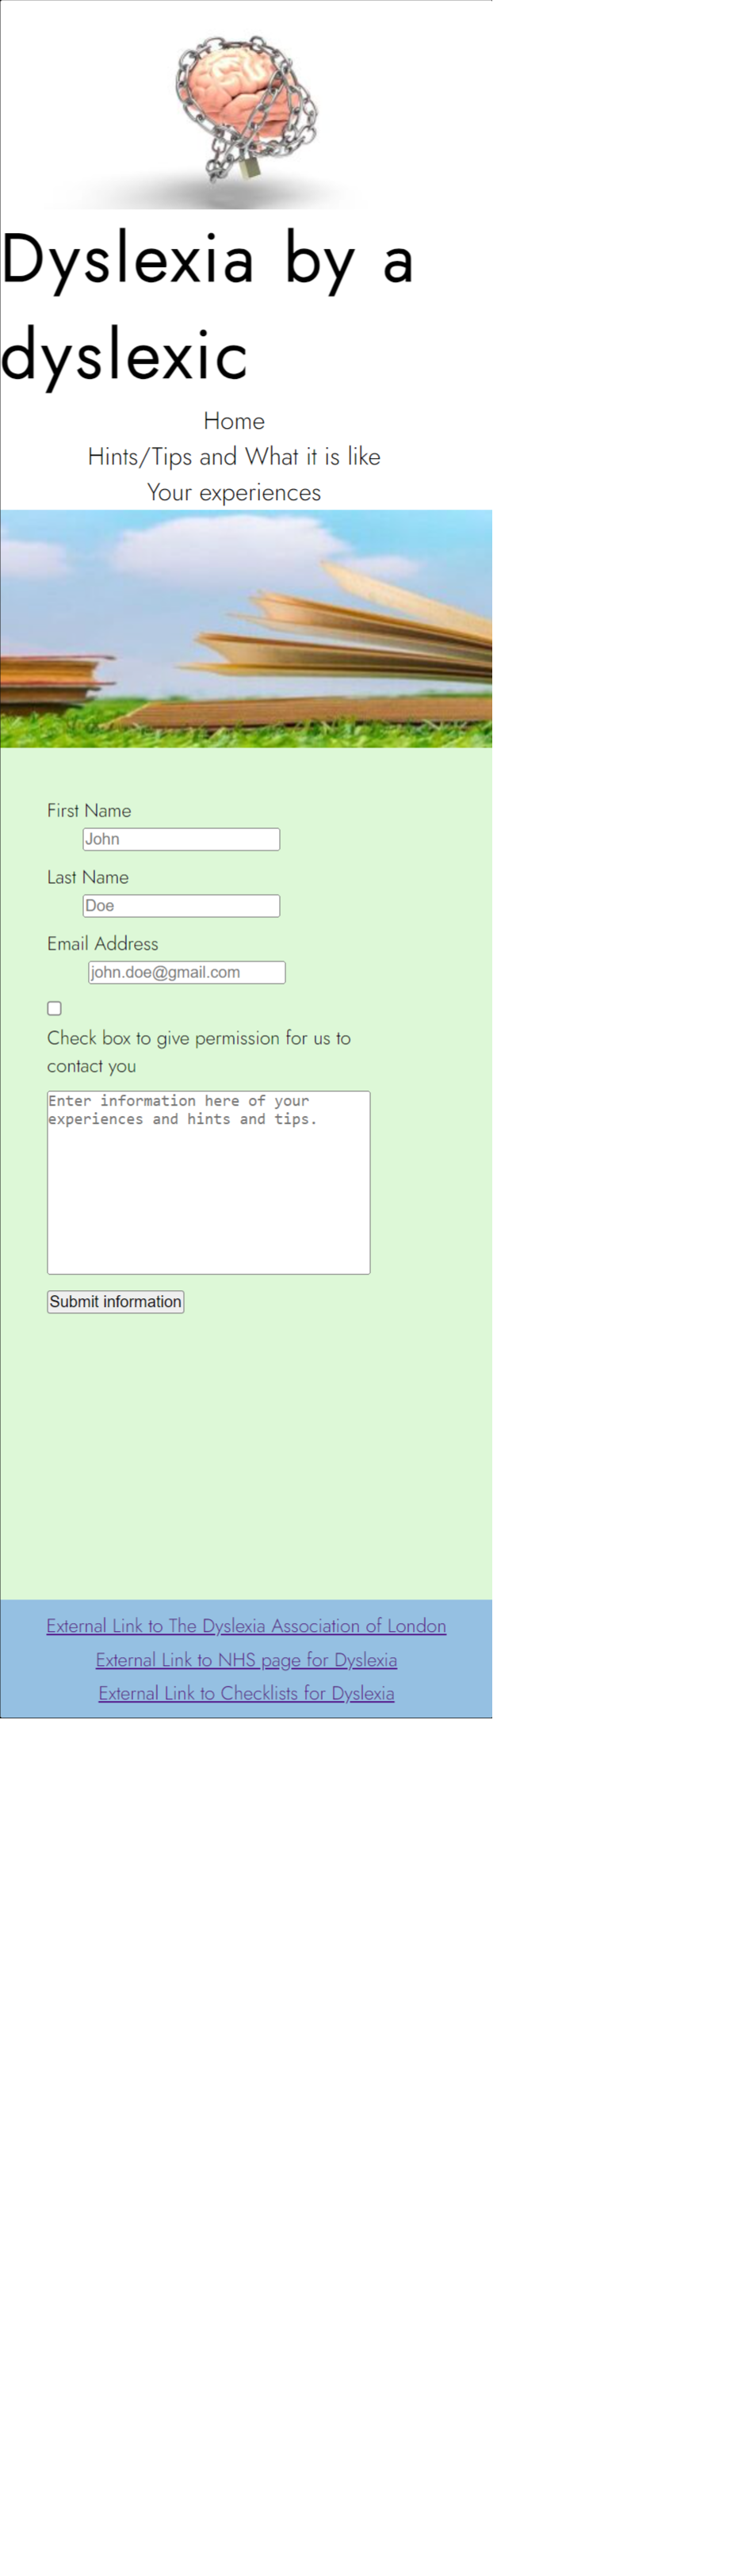 Dyslexia by a
dyslexic
Home
Hints/Tips and What it is like
Your experiences
First Name
John
Last Name
Doe
Email Address
john.doe@gmail.com
Check box to give permission for us to
contact you
Enter information here of your
experiences and hints and tips.
Submit information
External Link to The Dyslexia Association of London
External Link to NHS page for Dyslexia
External Link to Checklists for Dyslexia